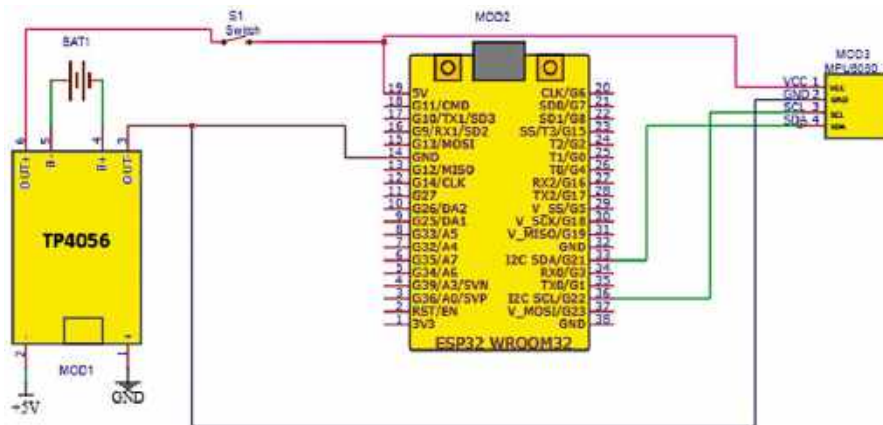 S1
Switch
MOD2
BAT1
MOD3
MPU6050
6
5
4
3
OUT+
B-
B+
OUT-
TP4056
-
+
2
1
MOD1
+5V
GND
19 5V CLK/G6 20
18 G11/CMD SD0/G7 21
17 G10/TX1/SD3 SD1/G8 22
16 G9/RX1/SD2 SS/T3/G15 23
15 G13/MOSI T2/G2 24
14 GND T1/G0 25
13 G12/MISO T0/G4 26
12 G14/CLK RX2/G16 27
11 G27 TX2/G17 28
10 G26/DA2 V_SS/G5 29
9 G25/DA1 V_SCK/G18 30
8 G33/A5 V_MISO/G19 31
7 G32/A4 GND 32
6 G35/A7 I2C SDA/G21 33
5 G34/A6 RX0/G3 34
4 G39/A3/SVN TX0/G1 35
3 G36/A0/SVP I2C SCL/G22 36
2 RST/EN V_MOSI/G23 37
1 3V3 GND 38
ESP32 WROOM32
VCC 1 VCC
GND 2 GND
SCL 3 SCL
SDA 4 SDA